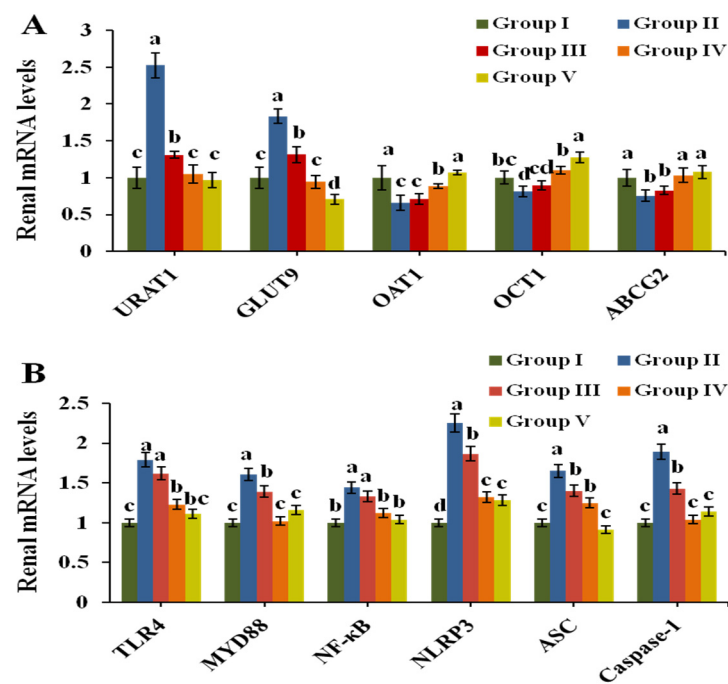 A
Group I Group II
Group III Group IV
Group V
Renal mRNA levels
3
2.5
2
1.5
1
0.5
0
c a b c c
c a b c d
a c c b a
bc d cd b a
a b b a a
URAT1 GLUT9 OAT1 OCT1 ABCG2
B
Group I Group II
Group III Group IV
Group V
Renal mRNA levels
2.5
2
1.5
1
0.5
0
c a a b bc
c a b c c
b a a b b
d a b c c
c a b b c
c a b c c
TLR4 MYD88 NF-κB NLRP3 ASC Caspase-1